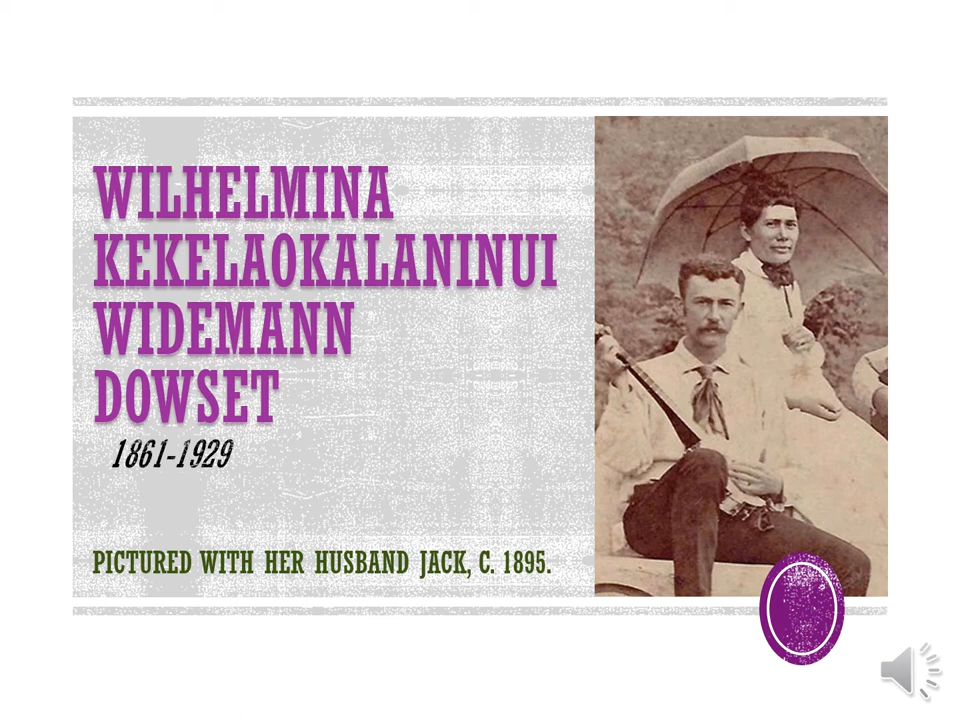 WILHELMINA
KEKELAOKALANINUI
WIDEMANN
DOWSET
1861-1929
PICTURED WITH HER HUSBAND JACK, C. 1895.